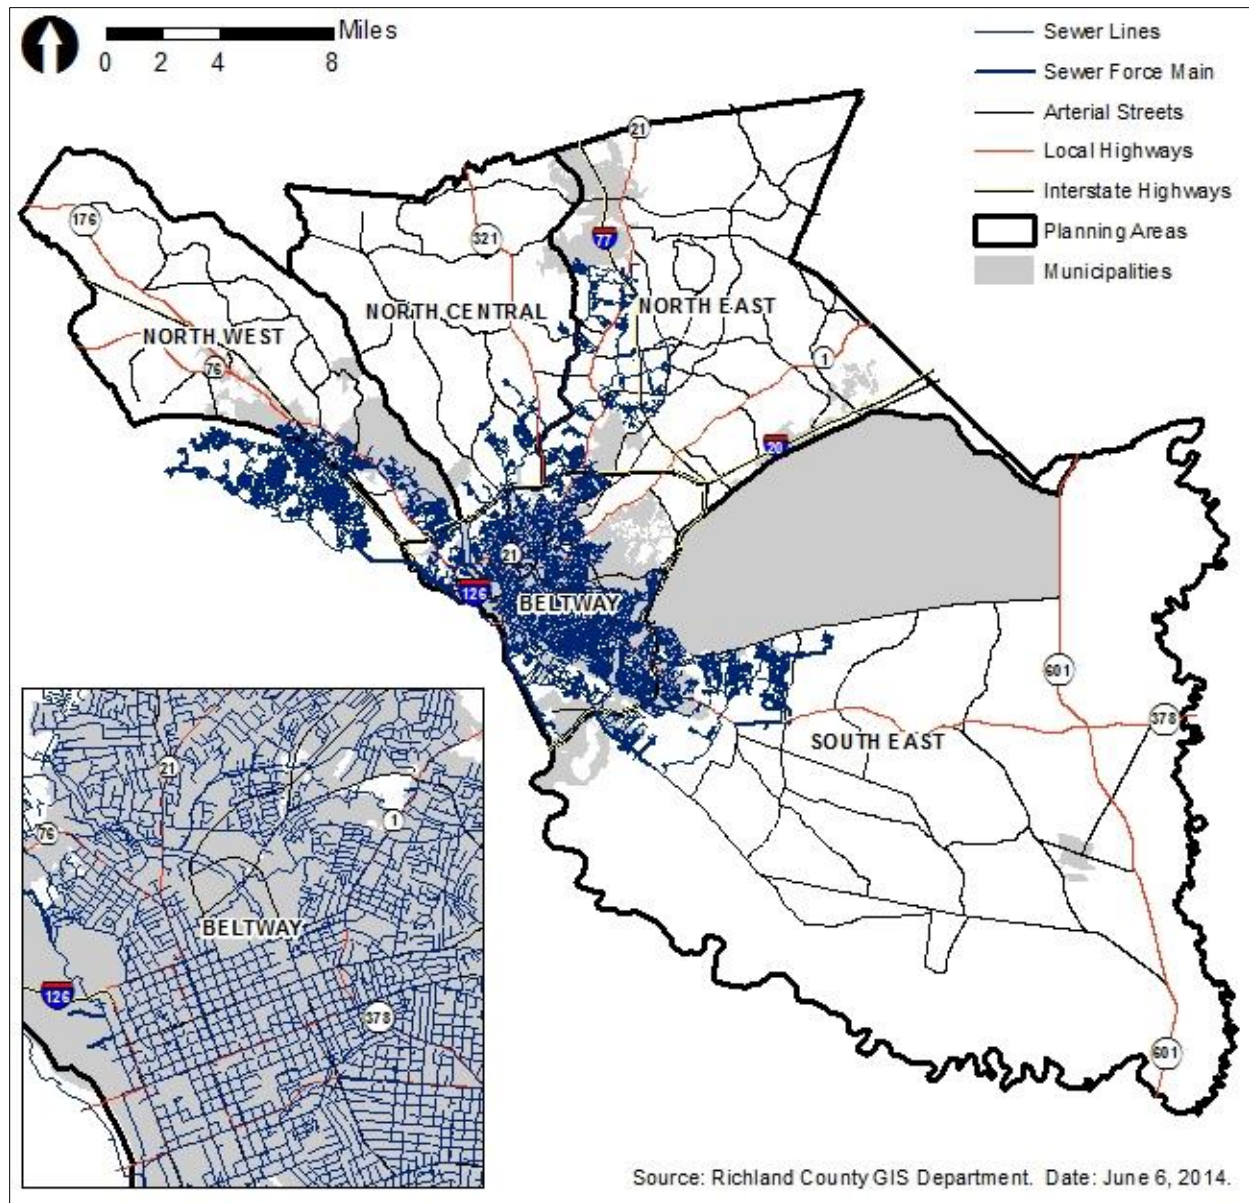 Miles
0 2 4 8
Sewer Lines
Sewer Force Main
Arterial Streets
Local Highways
Interstate Highways
Planning Areas
Municipalities
21
176
321
77
NORTH CENTRAL
NORTH EAST
NORTH WEST
76
1
20
21
126
BELTWAY
601
378
SOUTH EAST
21
76
1
BELTWAY
126
378
601
Source: Richland County GIS Department. Date: June 6, 2014.